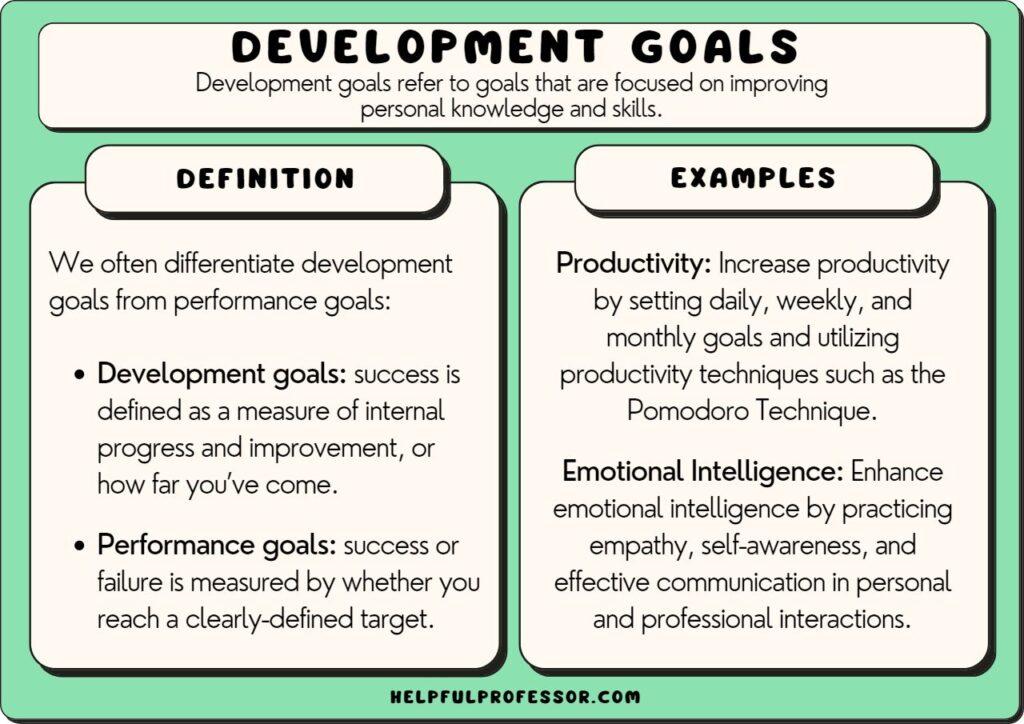 DEVELOPMENT GOALS
Development goals refer to goals that are focused on improving
personal knowledge and skills.
DEFINITION
We often differentiate development
goals from performance goals:
• Development goals: success is
defined as a measure of internal
progress and improvement, or
how far you've come.
• Performance goals: success or
failure is measured by whether you
reach a clearly-defined target.
EXAMPLES
Productivity: Increase productivity
by setting daily, weekly, and
monthly goals and utilizing
productivity techniques such as the
Pomodoro Technique.
Emotional Intelligence: Enhance
emotional intelligence by practicing
empathy, self-awareness, and
effective communication in personal
and professional interactions.
HELPFULPROFESSOR.COM